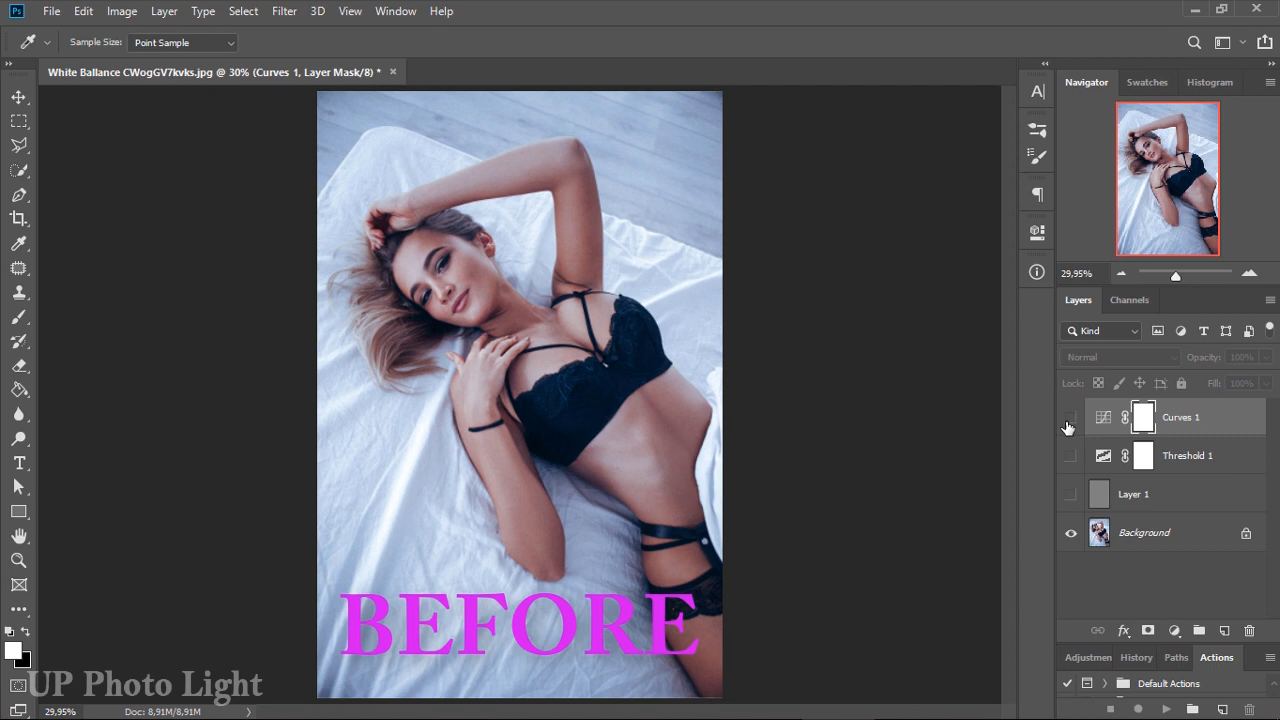 Ps File Edit Image Layer Type Select Filter 3D View Window Help
Sample Size: Point Sample
White Ballance CWogGV7kvks.jpg @ 30% (Curves 1, Layer Mask/8) * ×
Navigator Swatches Histogram
29,95%
Layers Channels
Kind
Normal Opacity: 100%
Lock: Fill: 100%
Curves 1
Threshold 1
Layer 1
Background
BEFORE
Adjustmen History Paths Actions
Default Actions
UP Photo Light
29,95% Doc: 8,91M/8,91M